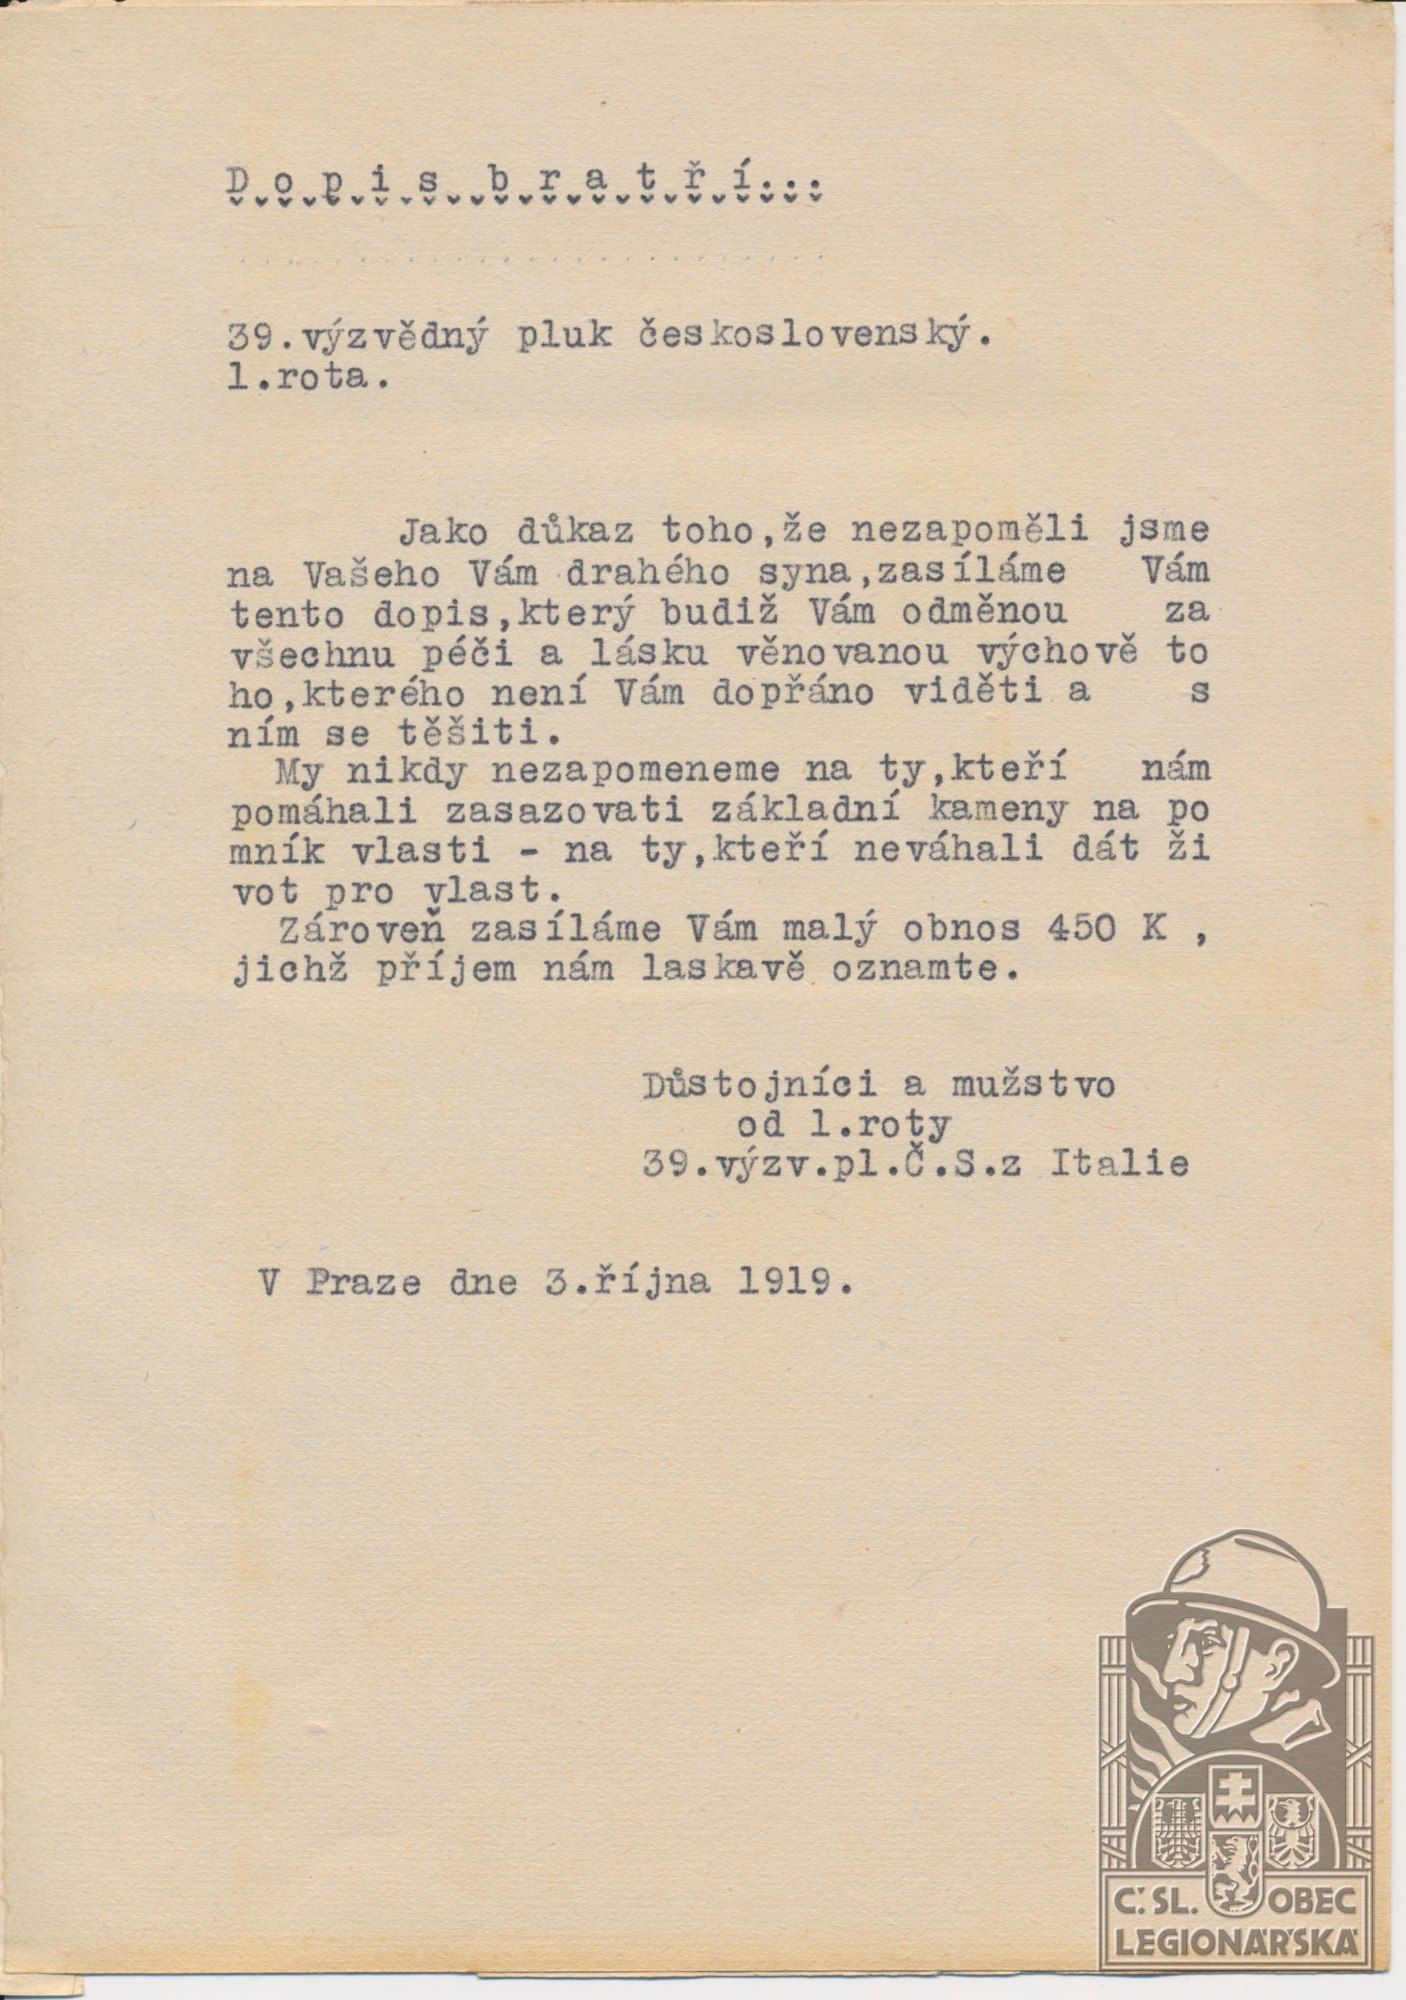 D o p i s  b r a t ř í...
39.výzvědný pluk československý.
1.rota.
Jako důkaz toho,že nezapoměli jsme
na Vašeho Vám drahého syna,zasíláme Vám
tento dopis,který budiž Vám odměnou za
všechnu péči a lásku věnovanou výchově to
ho,kterého není Vám dopřáno viděti a s
ním se těšiti.
My nikdy nezapomeneme na ty,kteří nám
pomáhali zasazovati základní kameny na po
mník vlasti - na ty,kteří neváhali dát ži
vot pro vlast.
Zároveň zasíláme Vám malý obnos 450 K ,
jichž příjem nám laskavě oznamte.
Důstojníci a mužstvo
od 1.roty
39.výzv.pl.Č.S.z Italie
V Praze dne 3.října 1919.
Č. SL. OBEC
LEGIONÁŘSKÁ